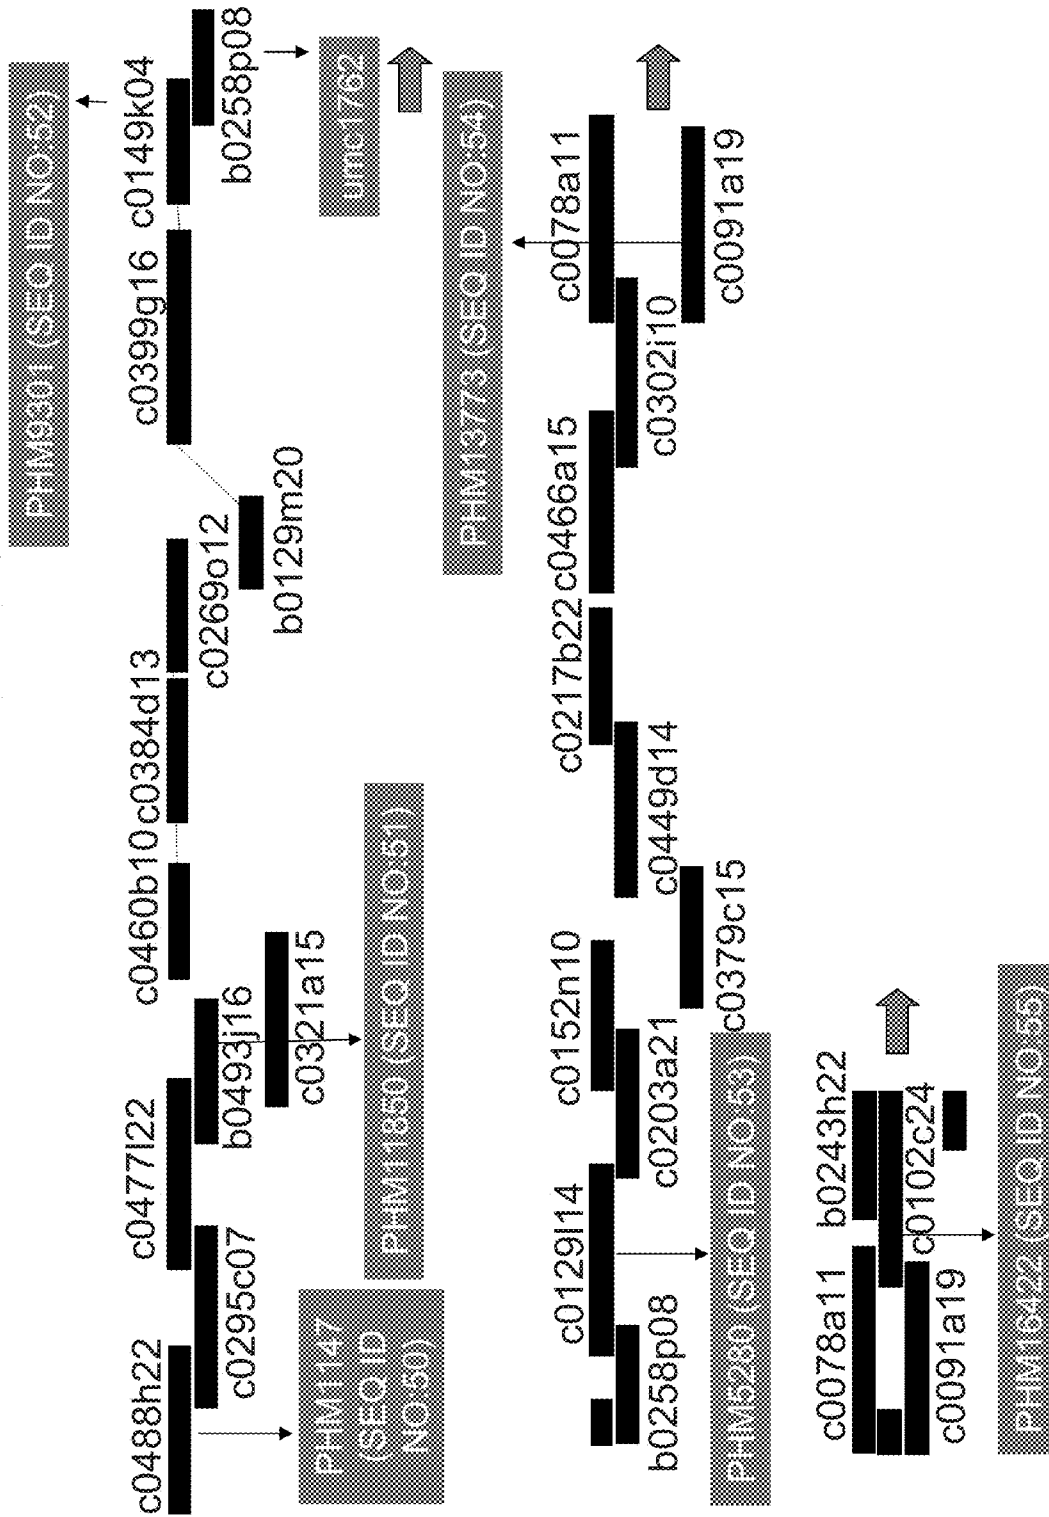 PHM9301 (SEQ ID NO:52)
c0488h22
c0477l22
c0460b10
c0384d13
c0399g16
c0149k04
c0295c07
b0493j16
c0269o12
b0258p08
c0321a15
b0129m20
PHM1147
(SEQ ID
NO:50)
PHM11850 (SEQ ID NO:51)
umc1762
PHM13773 (SEQ ID NO:54)
c0129l14
c0152n10
c0217b22
c0466a15
c0078a11
b0258p08
c0203a21
c0449d14
c0302i10
c0379c15
c0091a19
PHM5280 (SEQ ID NO:53)
c0078a11
b0243h22
c0102c24
c0091a19
PHM16422 (SEQ ID NO:55)